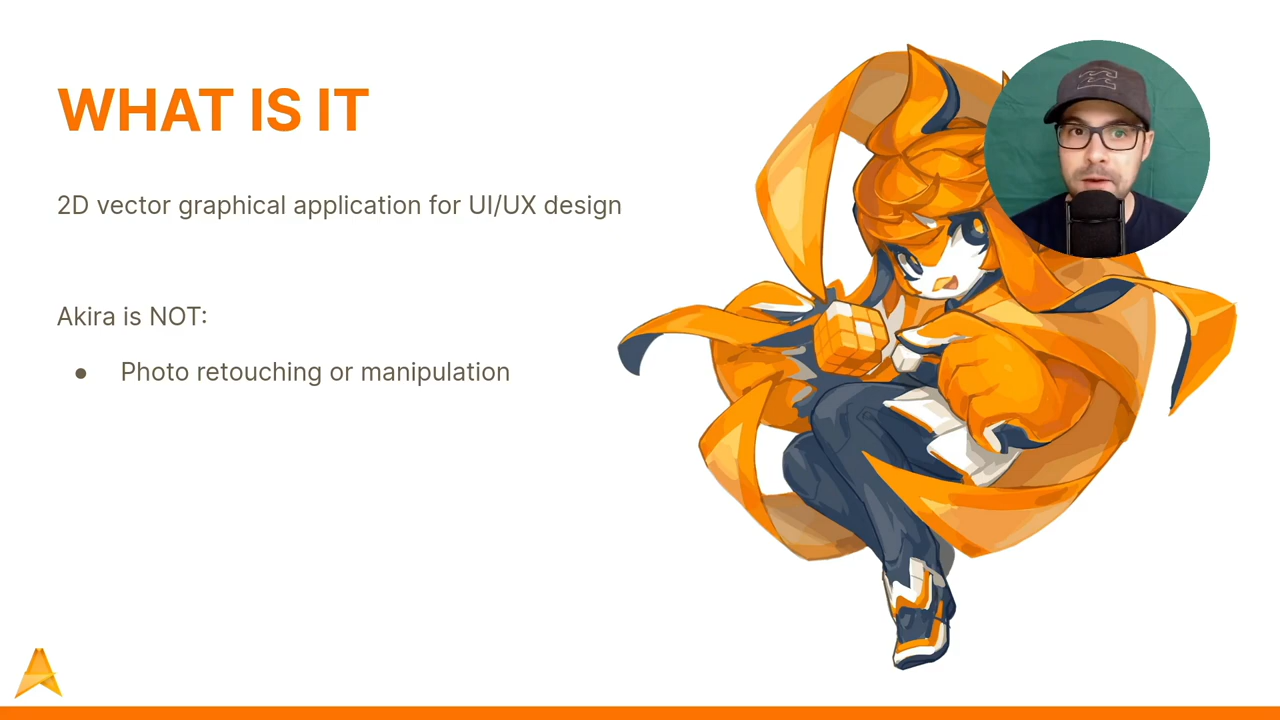 WHAT IS IT
2D vector graphical application for UI/UX design
Akira is NOT:
● Photo retouching or manipulation